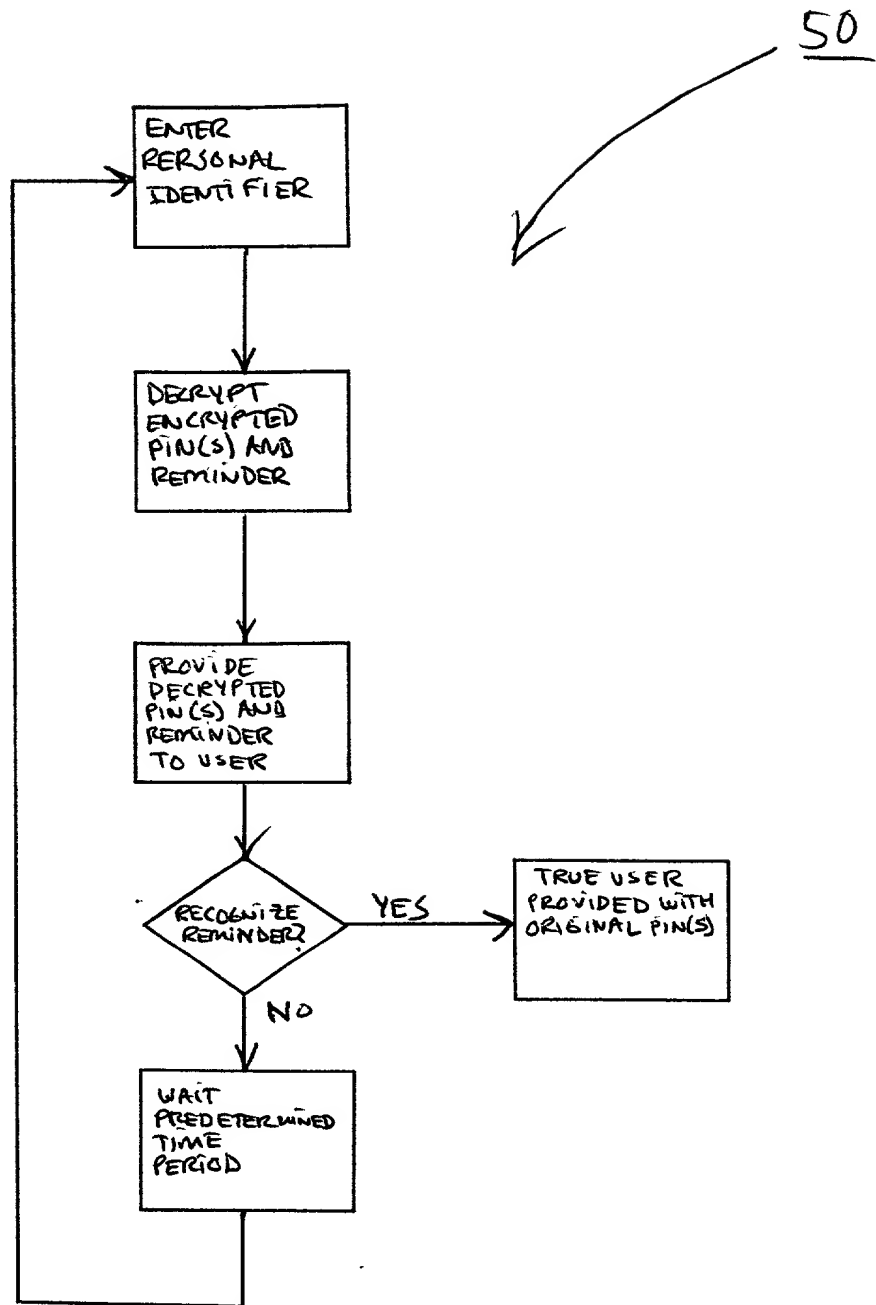 50
ENTER
RERSONAL
IDENTIFIER
DECRYPT
ENCRYPTED
PIN(S) AND
REMINDER
PROVIDE
DECRYPTED
PIN(S) AND
REMINDER
TO USER
RECOGNIZE
REMINDER?
YES
TRUE USER
PROVIDED WITH
ORIGINAL PIN(S)
NO
WAIT
PREDETERMINED
TIME
PERIOD